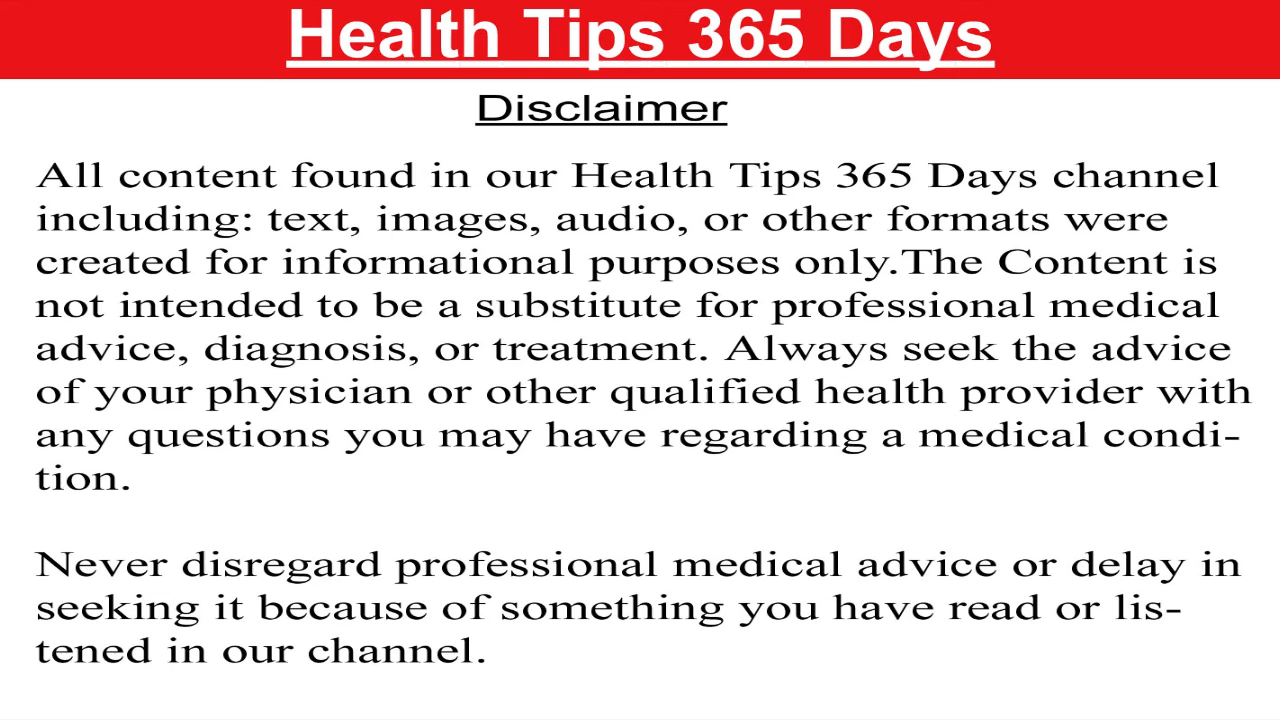 Health Tips 365 Days
Disclaimer
All content found in our Health Tips 365 Days channel
including: text, images, audio, or other formats were
created for informational purposes only.The Content is
not intended to be a substitute for professional medical
advice, diagnosis, or treatment. Always seek the advice
of your physician or other qualified health provider with
any questions you may have regarding a medical condi-
tion.
Never disregard professional medical advice or delay in
seeking it because of something you have read or lis-
tened in our channel.